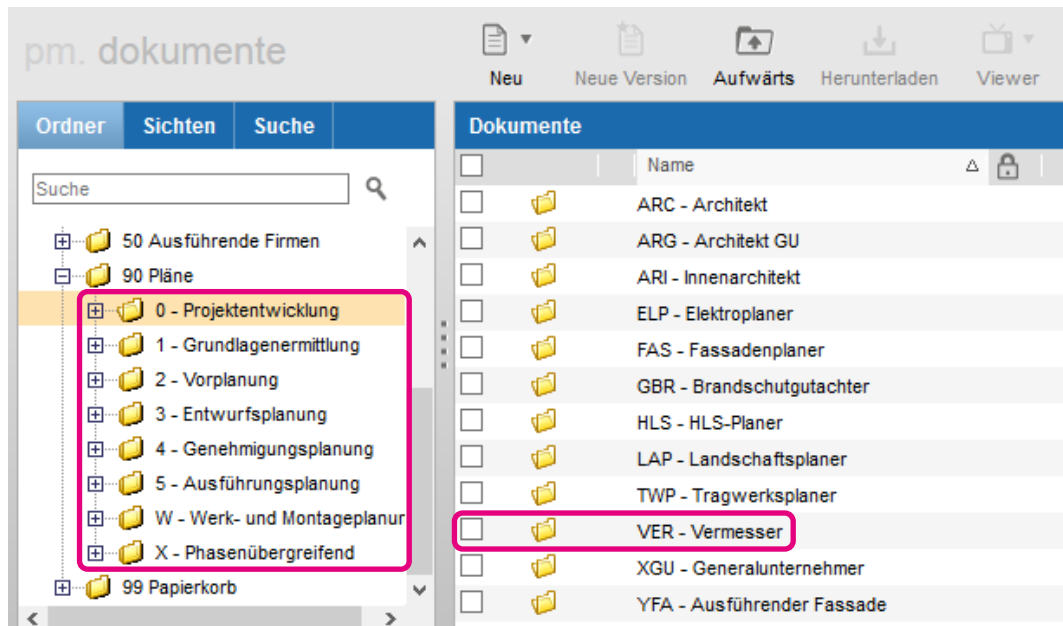 pm. dokumente
Neu
Neue Version
Aufwärts
Herunterladen
Viewer
Ordner
Sichten
Suche
Suche
50 Ausführende Firmen
90 Pläne
0 - Projektentwicklung
1 - Grundlagenermittlung
2 - Vorplanung
3 - Entwurfsplanung
4 - Genehmigungsplanung
5 - Ausführungsplanung
W - Werk- und Montageplanur
X - Phasenübergreifend
99 Papierkorb
Dokumente
Name
ARC - Architekt
ARG - Architekt GU
ARI - Innenarchitekt
ELP - Elektroplaner
FAS - Fassadenplaner
GBR - Brandschutgutachter
HLS - HLS-Planer
LAP - Landschaftsplaner
TWP - Tragwerksplaner
VER - Vermesser
XGU - Generalunternehmer
YFA - Ausführender Fassade